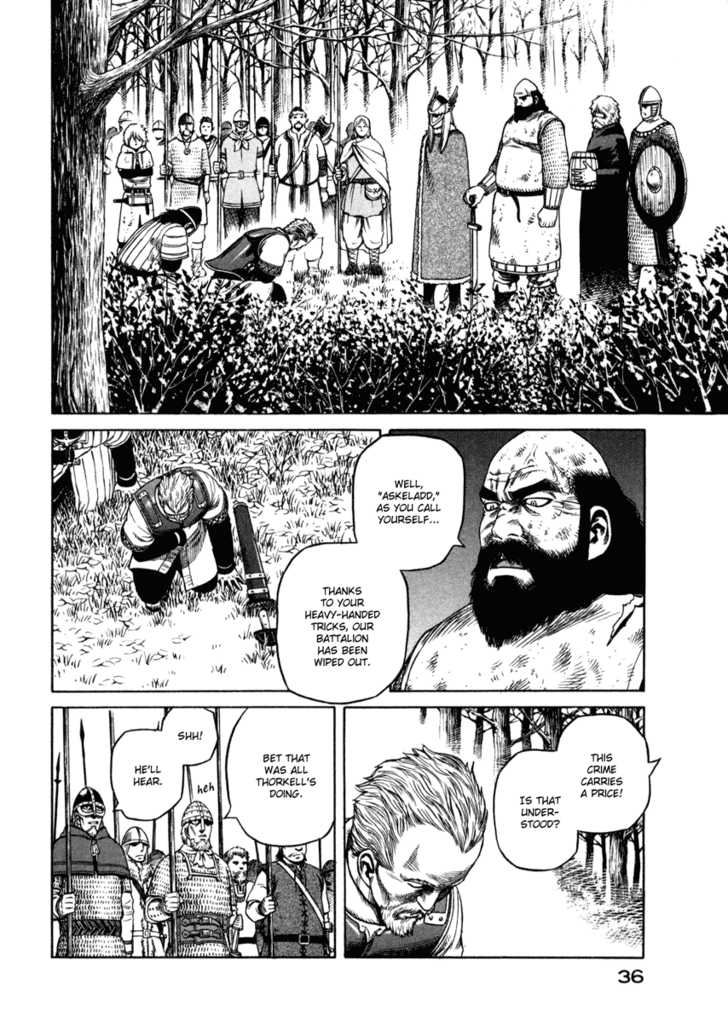 WELL,
"ASKELADD,"
AS YOU CALL
YOURSELF...
THANKS
TO YOUR
HEAVY-HANDED
TRICKS, OUR
BATTALION
HAS BEEN
WIPED OUT.
BET THAT
WAS ALL
THORKELL'S
DOING.
SHH!
HE'LL
HEAR.
heh
THIS
CRIME
CARRIES
A PRICE!
IS THAT
UNDER-
STOOD?
36